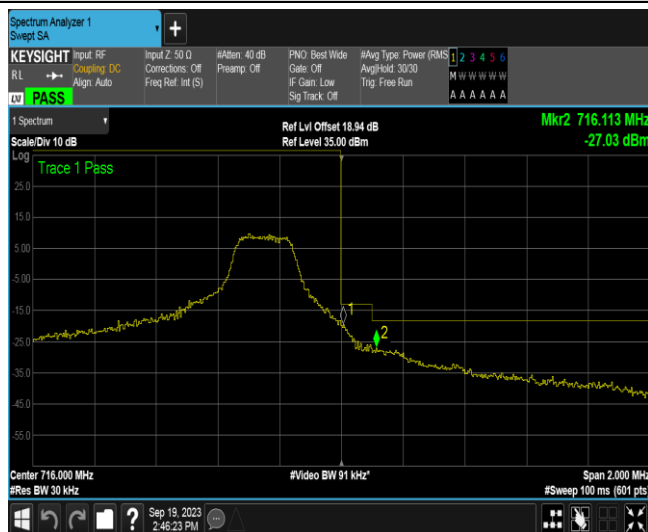 Spectrum Analyzer 1
Swept SA
+
KEYSIGHT Input: RF Input Z: 50 Ω #Atten: 40 dB PNO: Best Wide #Avg Type: Power (RMS 1 2 3 4 5 6
RL Coupling: DC Corrections: Off Preamp: Off Gate: Off Avg|Hold: 30/30 M W W W W W
Align: Auto Freq Ref: Int (S) IF Gain: Low Trig: Free Run
LXI PASS Sig Track: Off A A A A A A
1 Spectrum Ref Lvl Offset 18.94 dB Mkr2 716.113 MHz
Scale/Div 10 dB Ref Level 35.00 dBm -27.03 dBm
Log
Trace 1 Pass
25.0
15.0
5.00
-5.00
1
-15.0
2
-25.0
-35.0
-45.0
-55.0
Center 716.000 MHz #Video BW 91 kHz* Span 2.000 MHz
#Res BW 30 kHz #Sweep 100 ms (601 pts)
? Sep 19, 2023
2:46:23 PM